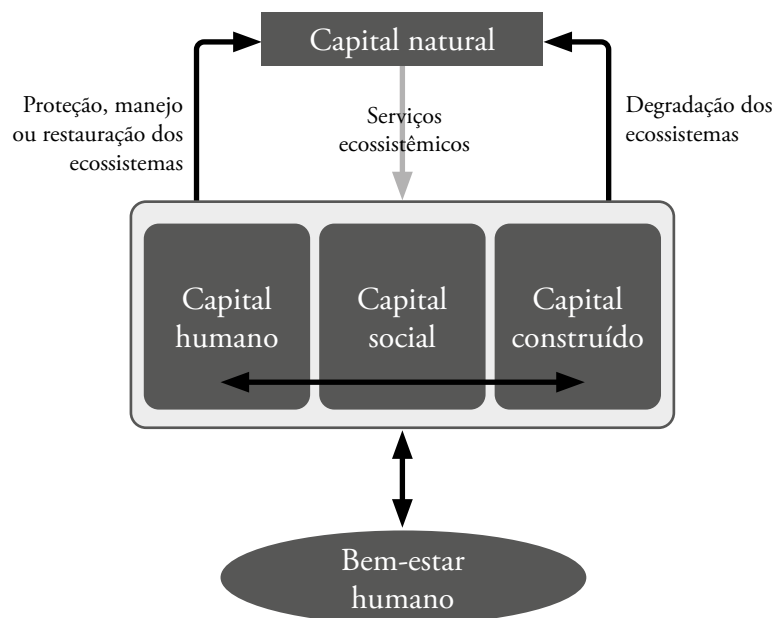 Capital natural
Proteção, manejo
ou restauração dos
ecossistemas
Serviços
ecossistêmicos
Degradação dos
ecossistemas
Capital
humano
Capital
social
Capital
construído
Bem-estar
humano